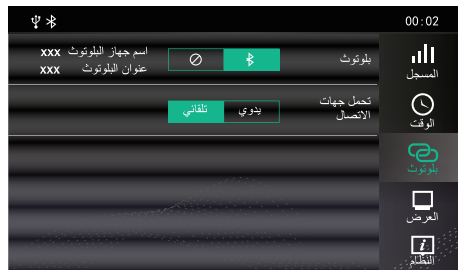 00:02
المسجل
الوقت
بلوتوث
العرض
النظام
بلوتوث
اسم جهاز البلوتوث xxx
عنوان البلوتوث xxx
تحمل جهات
الاتصال
يدوي
تلقائي